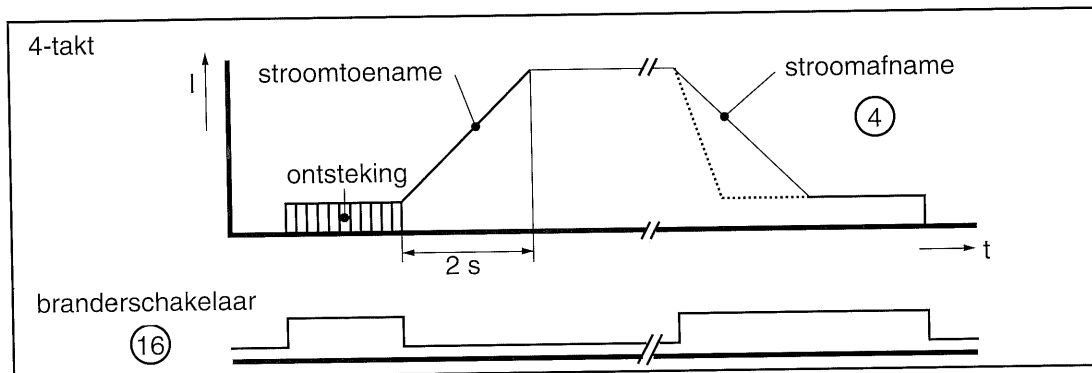 4-takt
I
stroomtoename
stroomafname
4
ontsteking
2 s
t
branderschakelaar
16